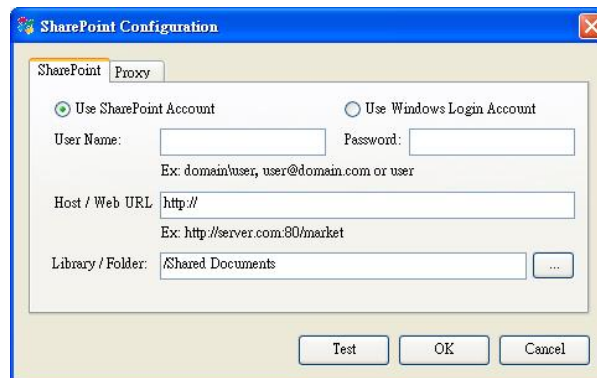 SharePoint Configuration
SharePoint Proxy
Use SharePoint Account Use Windows Login Account
User Name: Password:
Ex: domain\user, user@domain.com or user
Host / Web URL http://
Ex: http://server.com:80/market
Library / Folder: /Shared Documents ...
Test OK Cancel